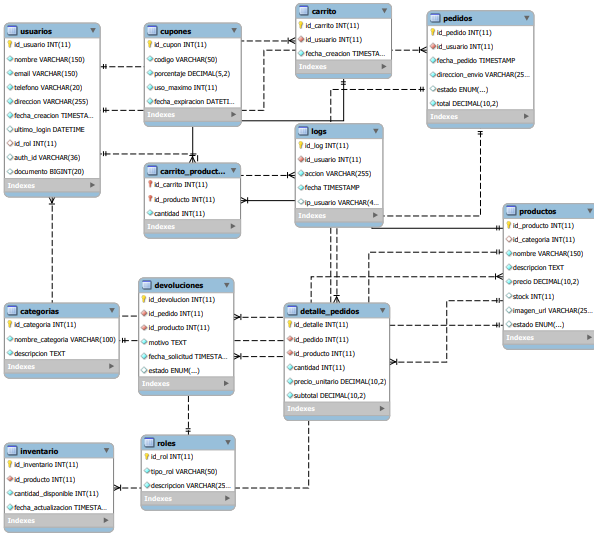 usuarios
id_usuario INT(11)
nombre VARCHAR(150)
email VARCHAR(150)
telefono VARCHAR(20)
direccion VARCHAR(255)
fecha_creacion TIMESTA...
ultimo_login DATETIME
id_rol INT(11)
auth_id VARCHAR(36)
documento BIGINT(20)
Indexes
cupones
id_cupon INT(11)
codigo VARCHAR(50)
porcentaje DECIMAL(5,2)
uso_maximo INT(11)
fecha_expiracion DATETI...
Indexes
carrito
id_carrito INT(11)
id_usuario INT(11)
fecha_creacion TIMESTA...
Indexes
pedidos
id_pedido INT(11)
id_usuario INT(11)
fecha_pedido TIMESTAMP
direccion_envio VARCHAR(25...
estado ENUM(...)
total DECIMAL(10,2)
Indexes
carrito_product...
id_carrito INT(11)
id_producto INT(11)
cantidad INT(11)
Indexes
logs
id_log INT(11)
id_usuario INT(11)
accion VARCHAR(255)
fecha TIMESTAMP
ip_usuario VARCHAR(4...
Indexes
productos
id_producto INT(11)
id_categoria INT(11)
nombre VARCHAR(150)
descripcion TEXT
precio DECIMAL(10,2)
stock INT(11)
imagen_url VARCHAR(25...
estado ENUM(...)
Indexes
categorias
id_categoria INT(11)
nombre_categoria VARCHAR(100)
descripcion TEXT
Indexes
devoluciones
id_devolucion INT(11)
id_pedido INT(11)
id_producto INT(11)
motivo TEXT
fecha_solicitud TIMESTA...
estado ENUM(...)
Indexes
detalle_pedidos
id_detalle INT(11)
id_pedido INT(11)
id_producto INT(11)
cantidad INT(11)
precio_unitario DECIMAL(10,2)
subtotal DECIMAL(10,2)
Indexes
inventario
id_inventario INT(11)
id_producto INT(11)
cantidad_disponible INT(11)
fecha_actualizacion TIMESTA...
Indexes
roles
id_rol INT(11)
tipo_rol VARCHAR(50)
descripcion VARCHAR(25...
Indexes